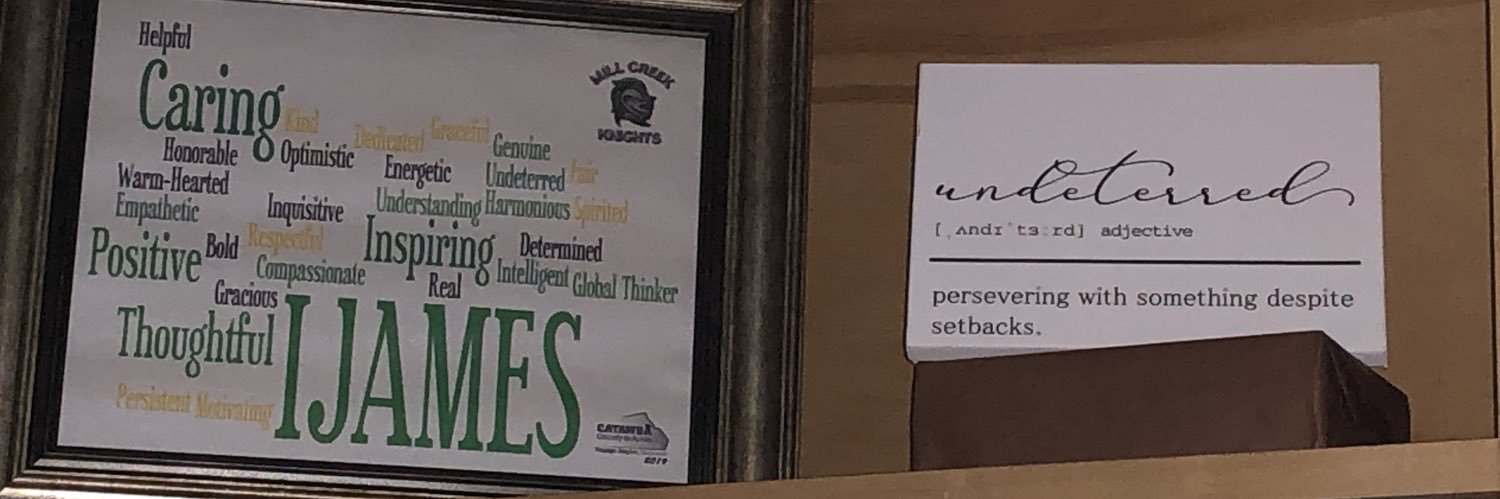 Helpful
MILL CREEK
KNIGHTS
Caring Kind Dedicated Graceful Genuine
Honorable Optimistic Energetic Undeterred Fair
Warm-Hearted
Empathetic Inquisitive Understanding Harmonious Spirited
Positive Bold Respectful Inspiring Determined
Compassionate Intelligent Global Thinker
Gracious Real
Thoughtful IJAMES
Persistent Motivating
CATAWBA
2019
undeterred
[ˌʌndɪˈtɜːrd] adjective
persevering with something despite
setbacks.